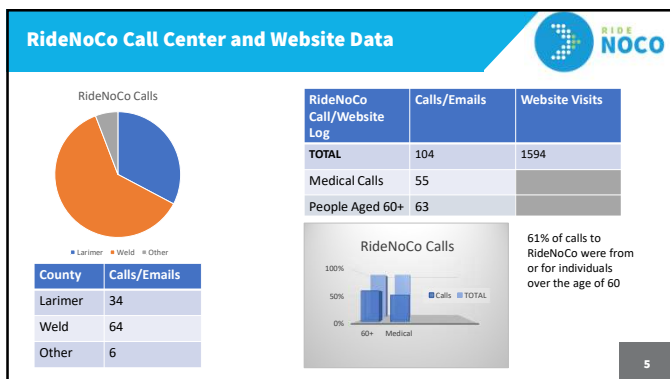 RideNoCo Call Center and Website Data
RIDE
NOCO
RideNoCo Calls
Larimer Weld Other
County Calls/Emails
Larimer 34
Weld 64
Other 6
RideNoCo Call/Website Log Calls/Emails Website Visits
TOTAL 104 1594
Medical Calls 55
People Aged 60+ 63
RideNoCo Calls
100%
50%
0%
60+ Medical
Calls TOTAL
61% of calls to
RideNoCo were from
or for individuals
over the age of 60
5